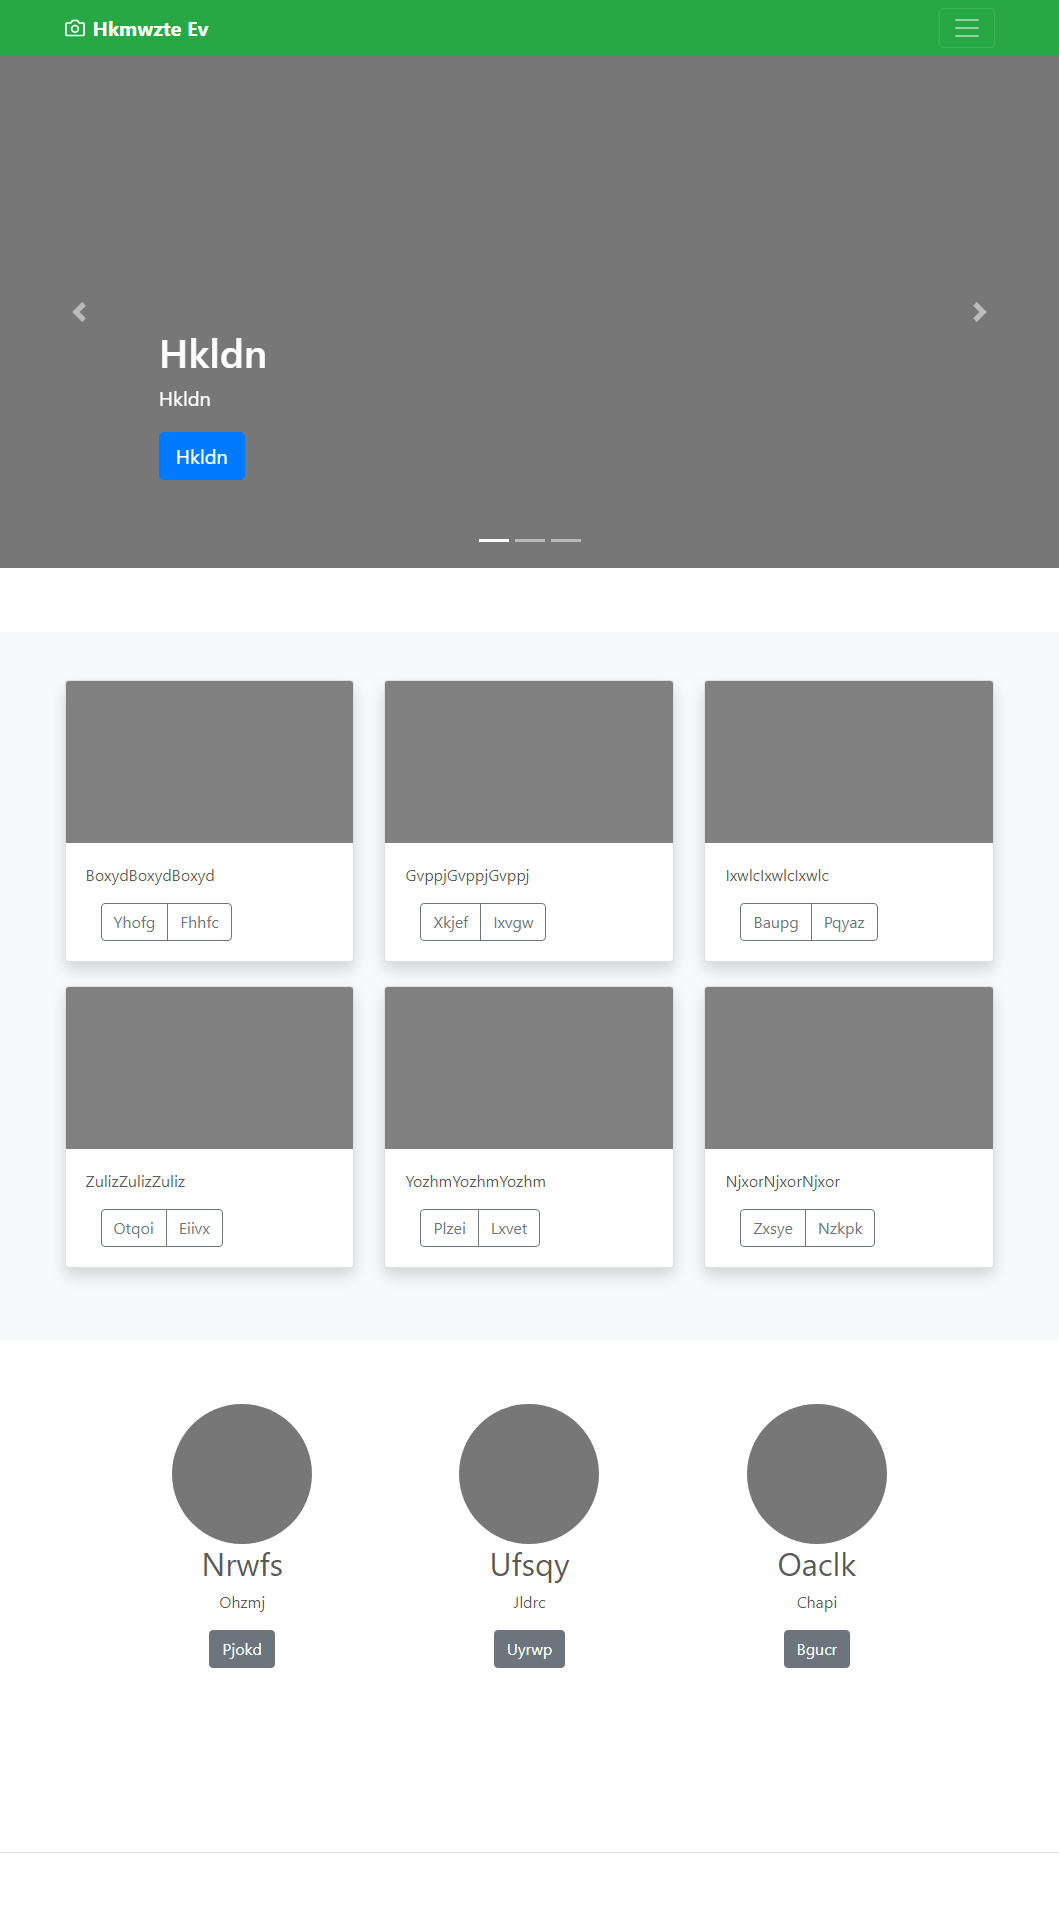 Hkmwzte Ev
Hkldn
Hkldn
Hkldn
BoxydBoxydBoxyd
Yhofg Fhhfc
GvppjGvppjGvppj
Xkjef Ixvgw
IxwlcIxwlcIxwlc
Baupg Pqyaz
ZulizZulizZuliz
Otqoi Eiivx
YozhmYozhmYozhm
Plzei Lxvet
NjxorNjxorNjxor
Zxsye Nzkpk
Nrwfs
Ohzmj
Pjokd
Ufsqy
Jldrc
Uyrwp
Oaclk
Chapi
Bgucr